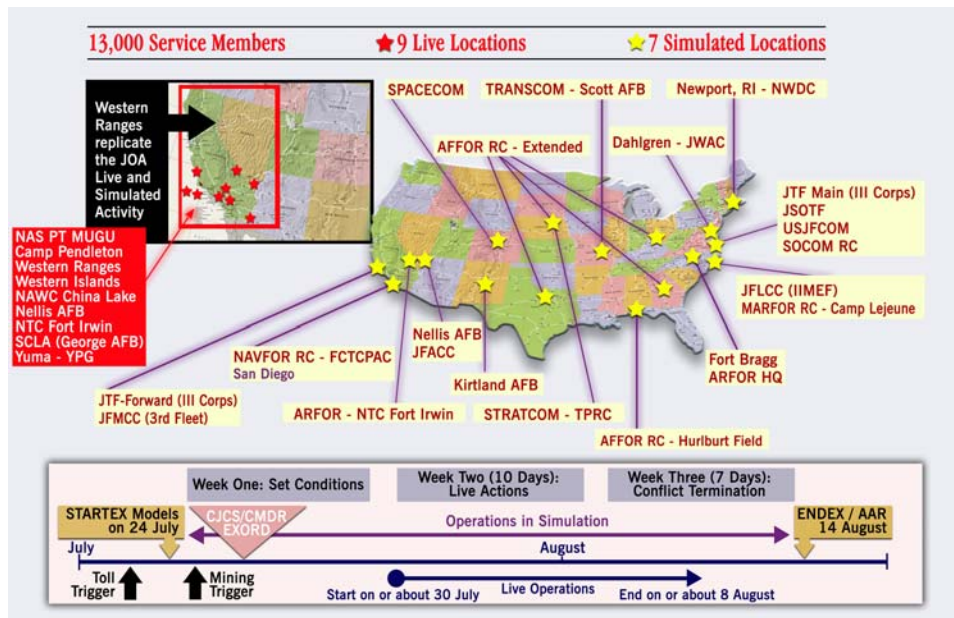 13,000 Service Members
9 Live Locations
7 Simulated Locations
Western
Ranges
replicate
the JOA
Live and
Simulated
Activity
SPACECOM
TRANSCOM - Scott AFB
Newport, RI - NWDC
AFFOR RC - Extended
Dahlgren - JWAC
JTF Main (III Corps)
JSOTF
USJFCOM
SOCOM RC
NAS PT MUGU
Camp Pendleton
Western Ranges
Western Islands
NAWC China Lake
Nellis AFB
NTC Fort Irwin
SCLA (George AFB)
Yuma - YPG
JFLCC (IIMEF)
MARFOR RC - Camp Lejeune
Nellis AFB
JFACC
NAVFOR RC - FCTCPAC
San Diego
Fort Bragg
ARFOR HQ
Kirtland AFB
JTF-Forward (III Corps)
JFMCC (3rd Fleet)
ARFOR - NTC Fort Irwin
STRATCOM - TPRC
AFFOR RC - Hurlburt Field
Week One: Set Conditions
Week Two (10 Days):
Live Actions
Week Three (7 Days):
Conflict Termination
STARTEX Models
on 24 July
CJCS/CMDR
EXORD
Operations in Simulation
ENDEX / AAR
14 August
July
August
Toll
Trigger
Mining
Trigger
Start on or about 30 July
Live Operations
End on or about 8 August